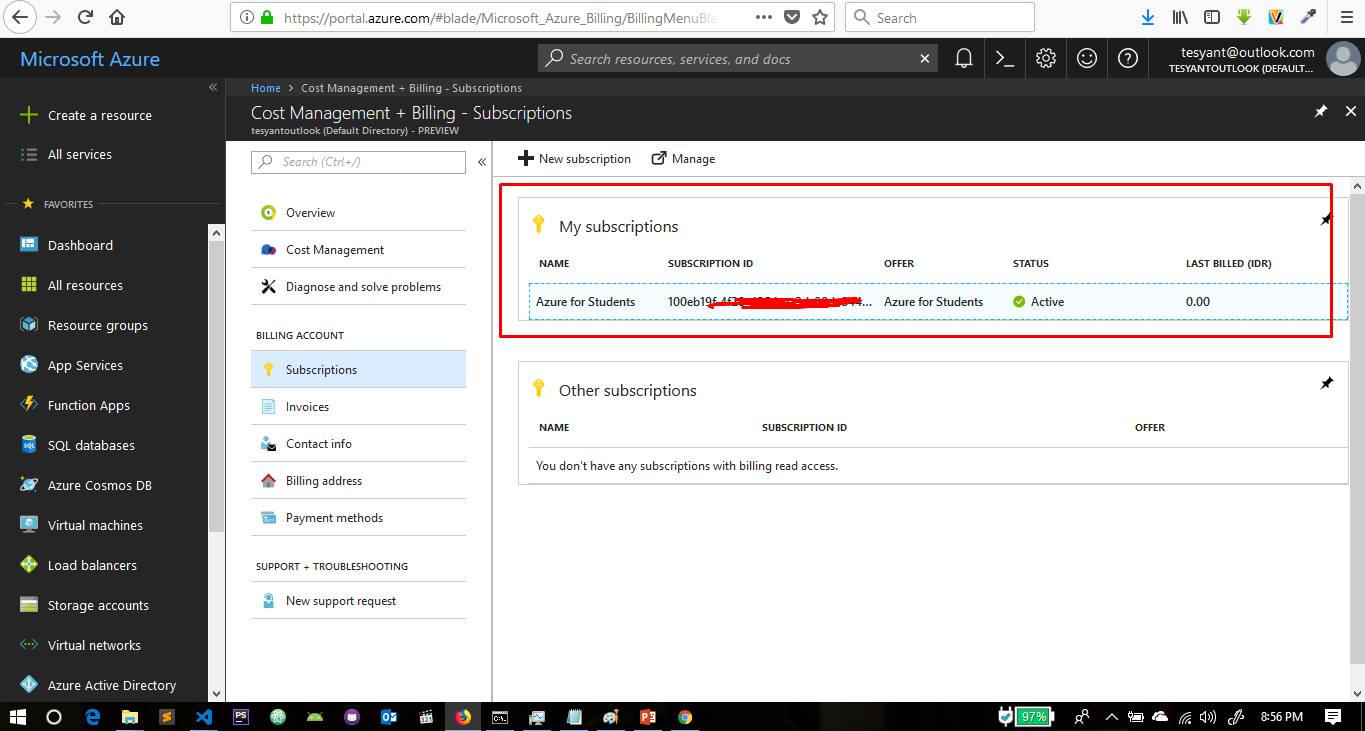 https://portal.azure.com/#blade/Microsoft_Azure_Billing/BillingMenuBla
Search
Microsoft Azure
Search resources, services, and docs
tesyant@outlook.com
TESYANTOUTLOOK (DEFAULT...
Create a resource
All services
FAVORITES
Dashboard
All resources
Resource groups
App Services
Function Apps
SQL databases
Azure Cosmos DB
Virtual machines
Load balancers
Storage accounts
Virtual networks
Azure Active Directory
Home > Cost Management + Billing - Subscriptions
Cost Management + Billing - Subscriptions
tesyantoutlook (Default Directory) - PREVIEW
Search (Ctrl+/)
Overview
Cost Management
Diagnose and solve problems
BILLING ACCOUNT
Subscriptions
Invoices
Contact info
Billing address
Payment methods
SUPPORT + TROUBLESHOOTING
New support request
New subscription Manage
My subscriptions
NAME SUBSCRIPTION ID OFFER STATUS LAST BILLED (IDR)
Azure for Students Azure for Students Active 0.00
Other subscriptions
NAME SUBSCRIPTION ID OFFER
You don't have any subscriptions with billing read access.
97% 8:56 PM